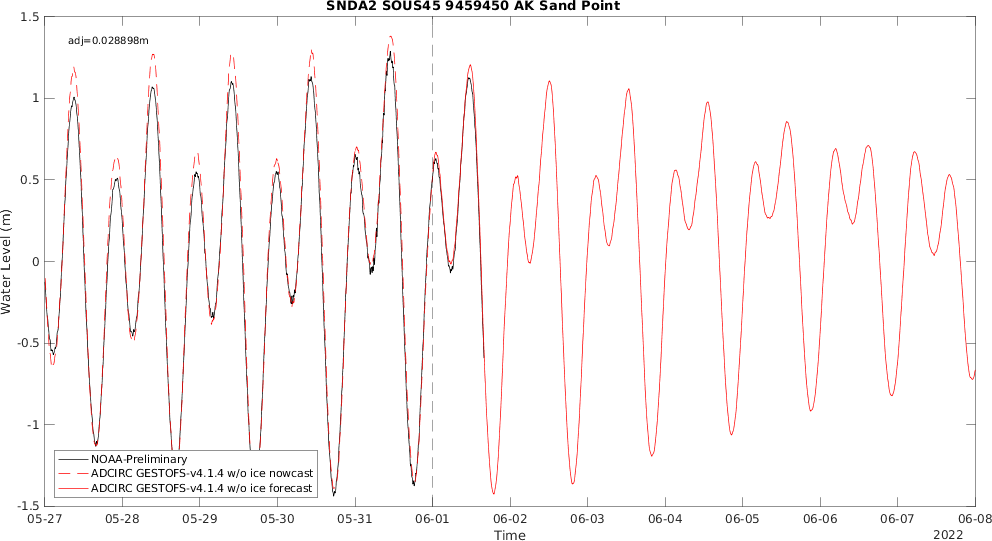 SNDA2 SOUS45 9459450 AK Sand Point
adj=0.028898m
Water Level (m)
1.5
1
0.5
0
-0.5
-1
-1.5
NOAA-Preliminary
ADCIRC GESTOFS-v4.1.4 w/o ice nowcast
ADCIRC GESTOFS-v4.1.4 w/o ice forecast
05-27 05-28 05-29 05-30 05-31 06-01 06-02 06-03 06-04 06-05 06-06 06-07 06-08
Time
2022